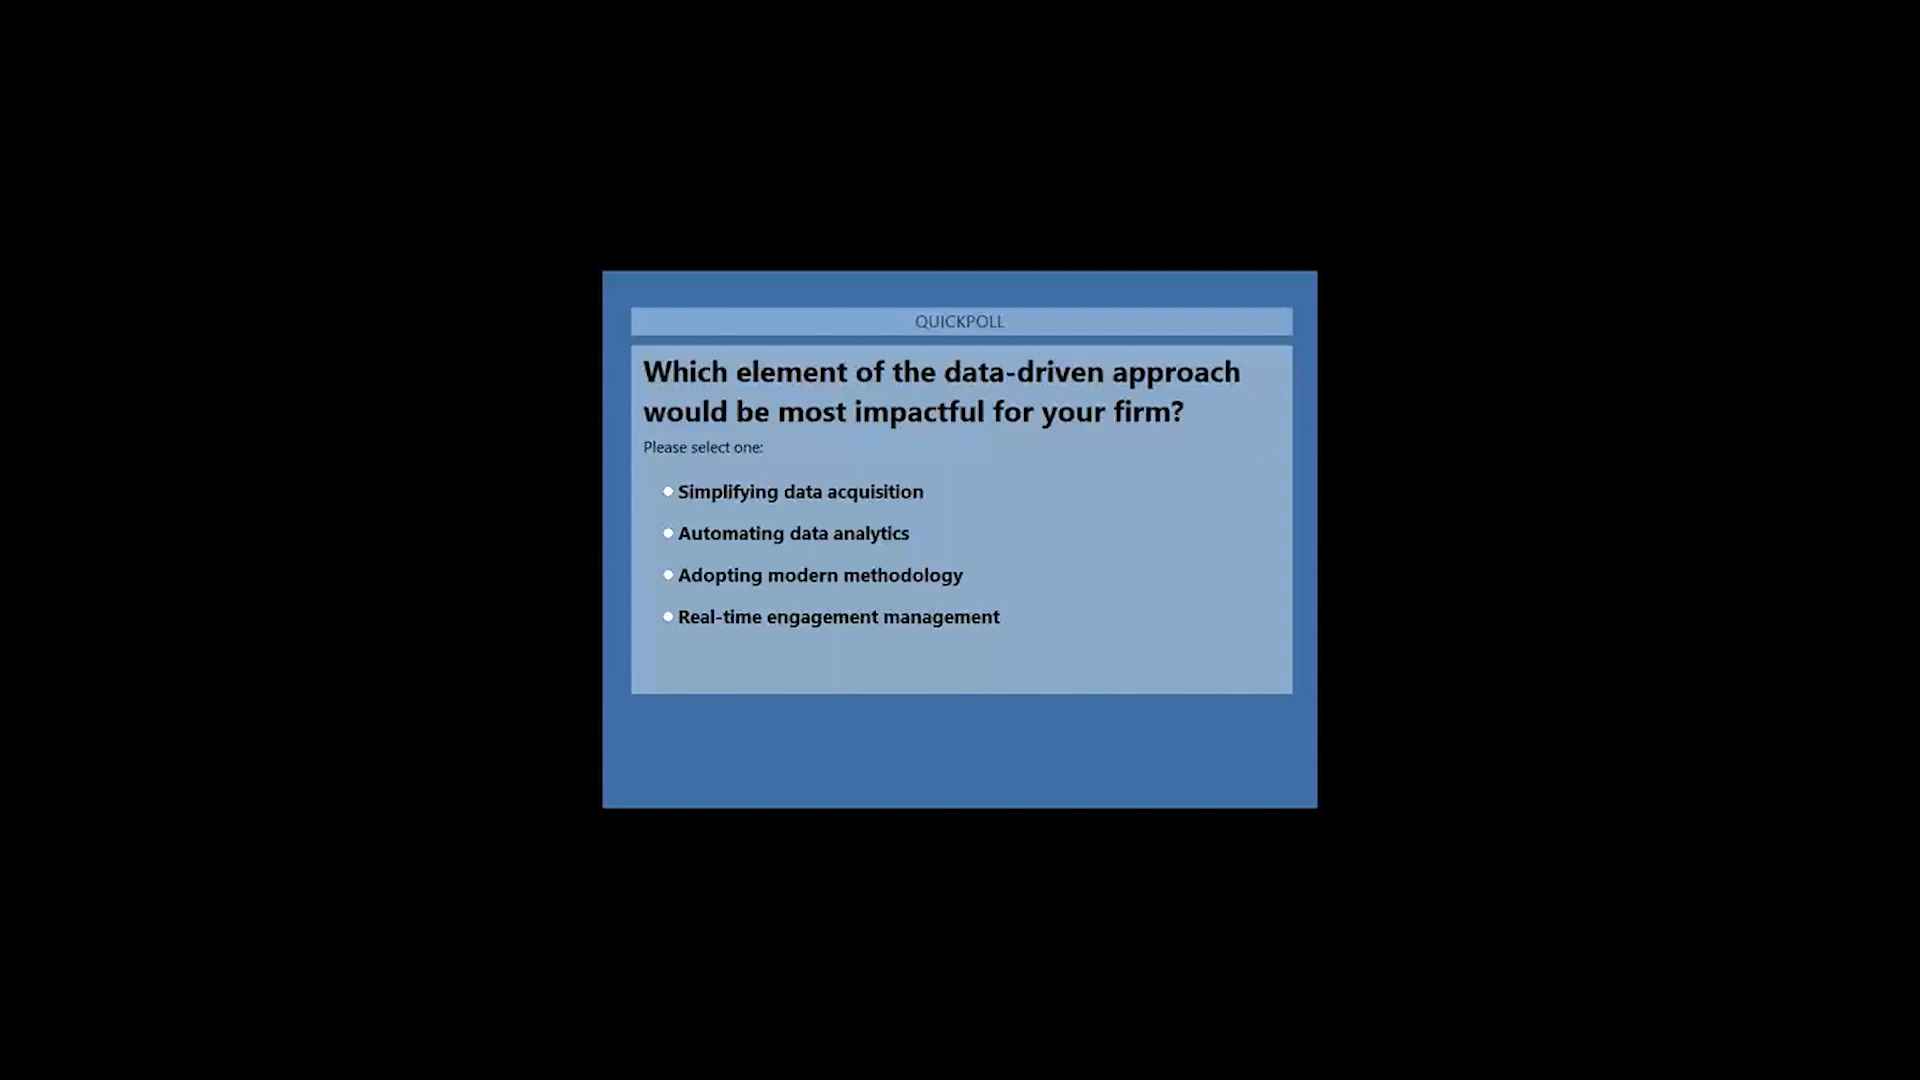 QUICKPOLL
Which element of the data-driven approach
would be most impactful for your firm?
Please select one:
Simplifying data acquisition
Automating data analytics
Adopting modern methodology
Real-time engagement management